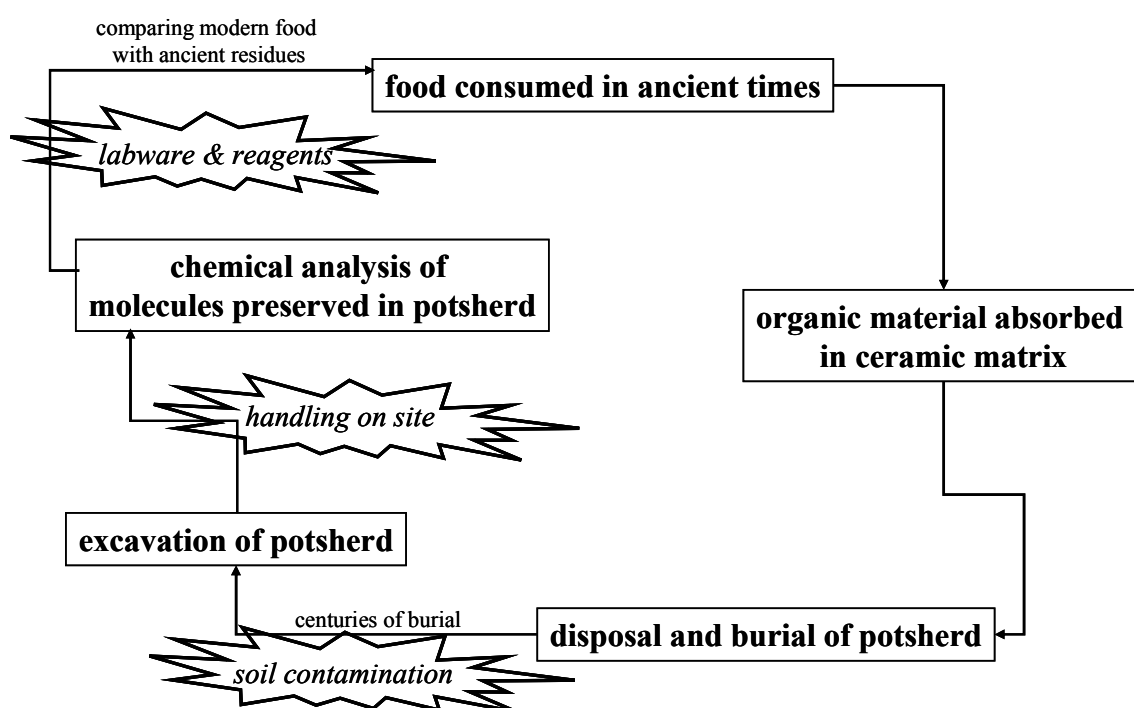 comparing modern food
with ancient residues
food consumed in ancient times
labware & reagents
chemical analysis of
molecules preserved in potsherd
organic material absorbed
in ceramic matrix
handling on site
excavation of potsherd
centuries of burial
disposal and burial of potsherd
soil contamination